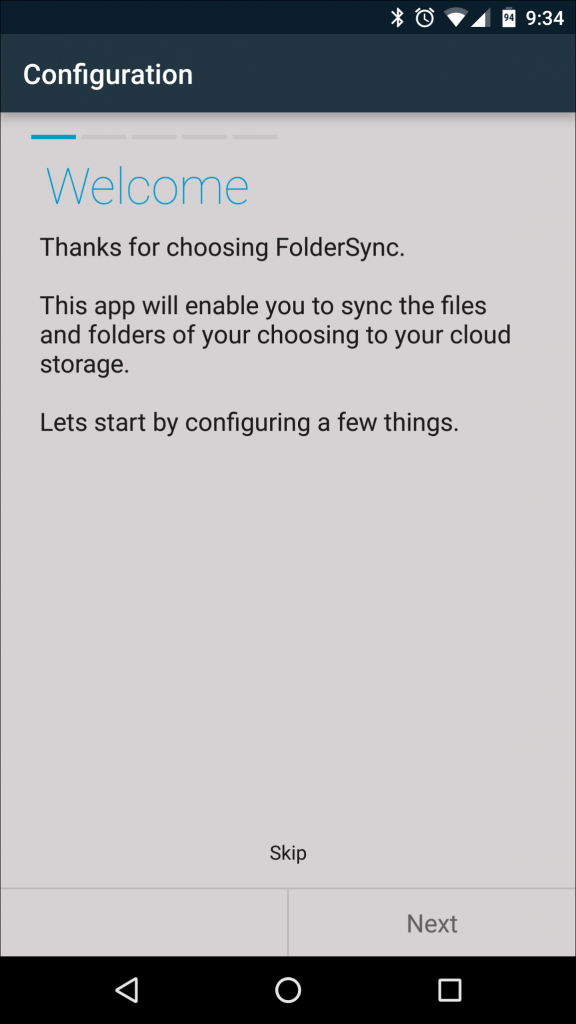 94 9:34
Configuration
Welcome
Thanks for choosing FolderSync.
This app will enable you to sync the files
and folders of your choosing to your cloud
storage.
Lets start by configuring a few things.
Skip
Next